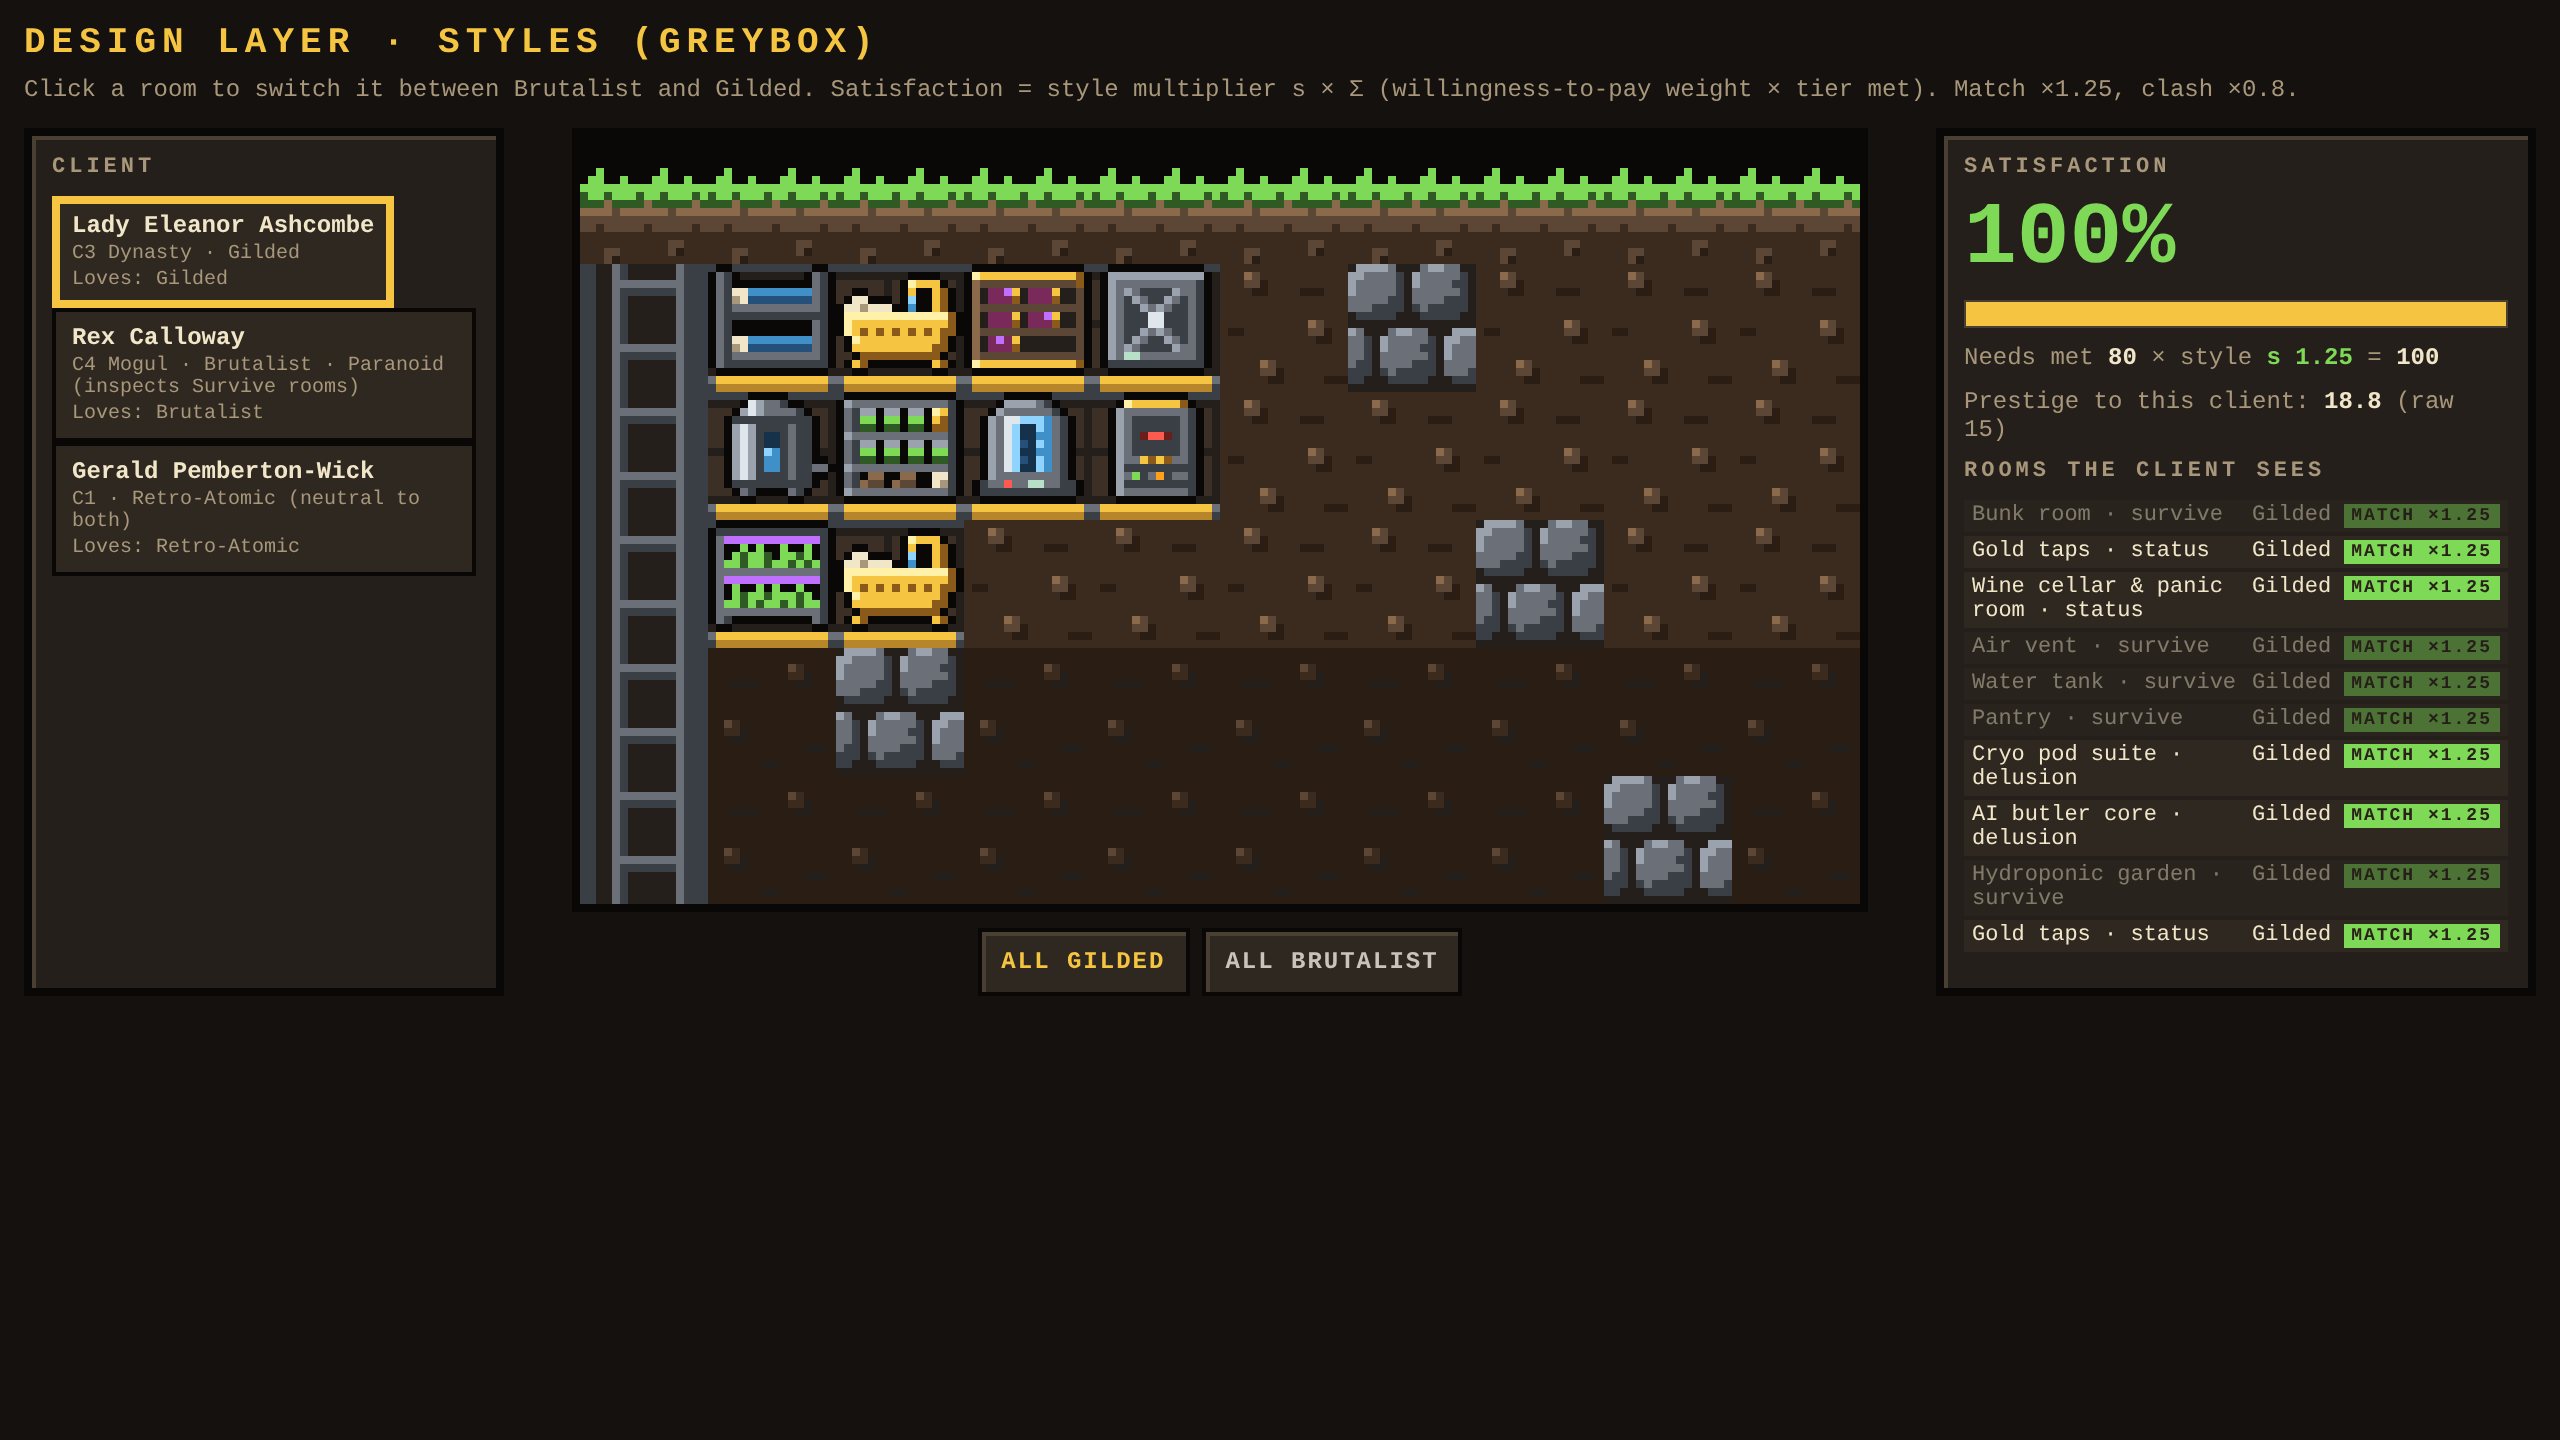 DESIGN LAYER · STYLES (GREYBOX)
Click a room to switch it between Brutalist and Gilded. Satisfaction = style multiplier s × Σ (willingness-to-pay weight × tier met). Match ×1.25, clash ×0.8.
CLIENT
Lady Eleanor Ashcombe
C3 Dynasty · Gilded
Loves: Gilded
Rex Calloway
C4 Mogul · Brutalist · Paranoid
(inspects Survive rooms)
Loves: Brutalist
Gerald Pemberton-Wick
C1 · Retro-Atomic (neutral to
both)
Loves: Retro-Atomic
ALL GILDED
ALL BRUTALIST
SATISFACTION
100%
Needs met 80 × style s 1.25 = 100
Prestige to this client: 18.8 (raw
15)
ROOMS THE CLIENT SEES
Bunk room · survive Gilded MATCH ×1.25
Gold taps · status Gilded MATCH ×1.25
Wine cellar & panic Gilded MATCH ×1.25
room · status
Air vent · survive Gilded MATCH ×1.25
Water tank · survive Gilded MATCH ×1.25
Pantry · survive Gilded MATCH ×1.25
Cryo pod suite · Gilded MATCH ×1.25
delusion
AI butler core · Gilded MATCH ×1.25
delusion
Hydroponic garden · Gilded MATCH ×1.25
survive
Gold taps · status Gilded MATCH ×1.25